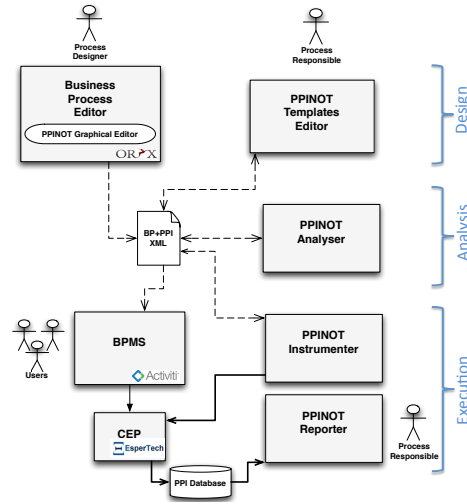 Process
Designer
Process
Responsible
Business
Process
Editor
PPINOT Graphical Editor
ORYX
PPINOT
Templates
Editor
Design
BP+PPI
XML
PPINOT
Analyser
Analysis
Users
BPMS
Activiti
PPINOT
Instrumenter
Execution
CEP
EsperTech
PPI Database
PPINOT
Reporter
Process
Responsible